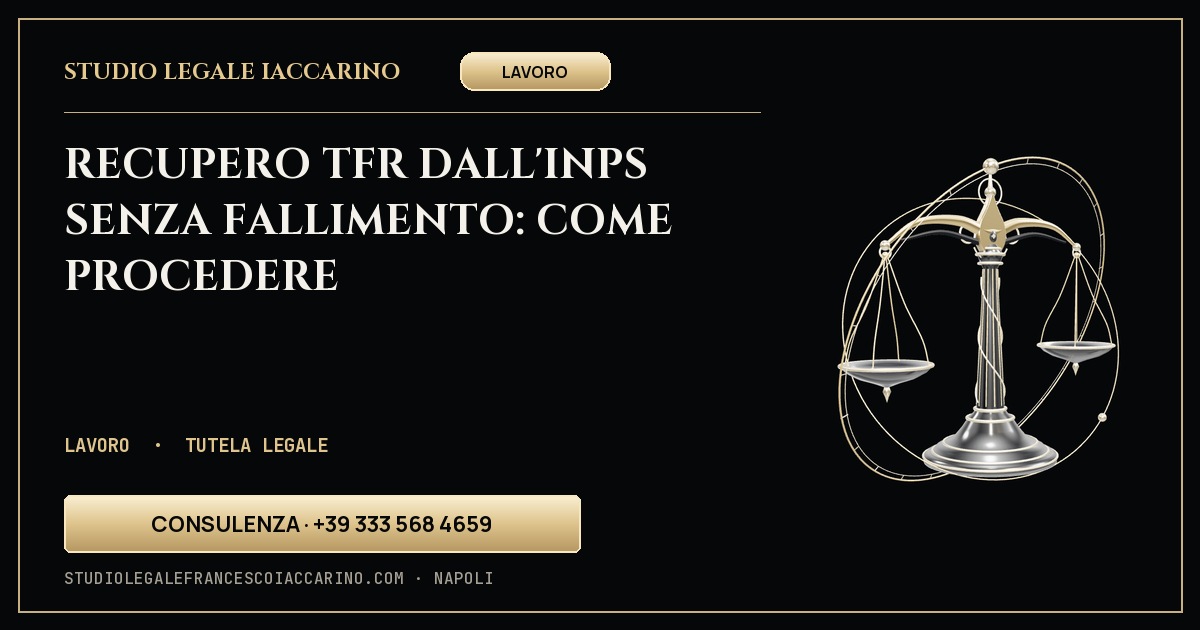 STUDIO LEGALE IACCARINO
LAVORO
RECUPERO TFR DALL'INPS
SENZA FALLIMENTO: COME
PROCEDERE
LAVORO · TUTELA LEGALE
CONSULENZA · +39 333 568 4659
STUDIOLEGALEFRANCESCOIACCARINO.COM · NAPOLI